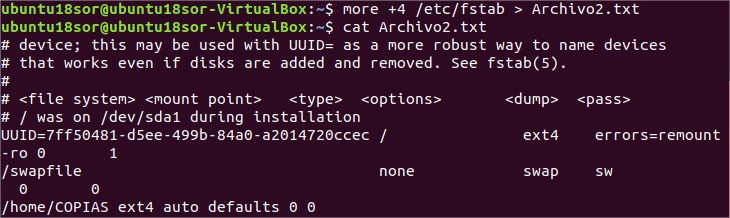 ubuntu18sor@ubuntu18sor-VirtualBox:~$ more +4 /etc/fstab > Archivo2.txt
ubuntu18sor@ubuntu18sor-VirtualBox:~$ cat Archivo2.txt
# device; this may be used with UUID= as a more robust way to name devices
# that works even if disks are added and removed. See fstab(5).
#
# <file system> <mount point>   <type>  <options>       <dump>  <pass>
# / was on /dev/sda1 during installation
UUID=7ff50481-d5ee-499b-84a0-a2014720ccec /               ext4    errors=remount
-ro 0       1
/swapfile                                 none            swap    sw
  0       0
/home/COPIAS ext4 auto defaults 0 0